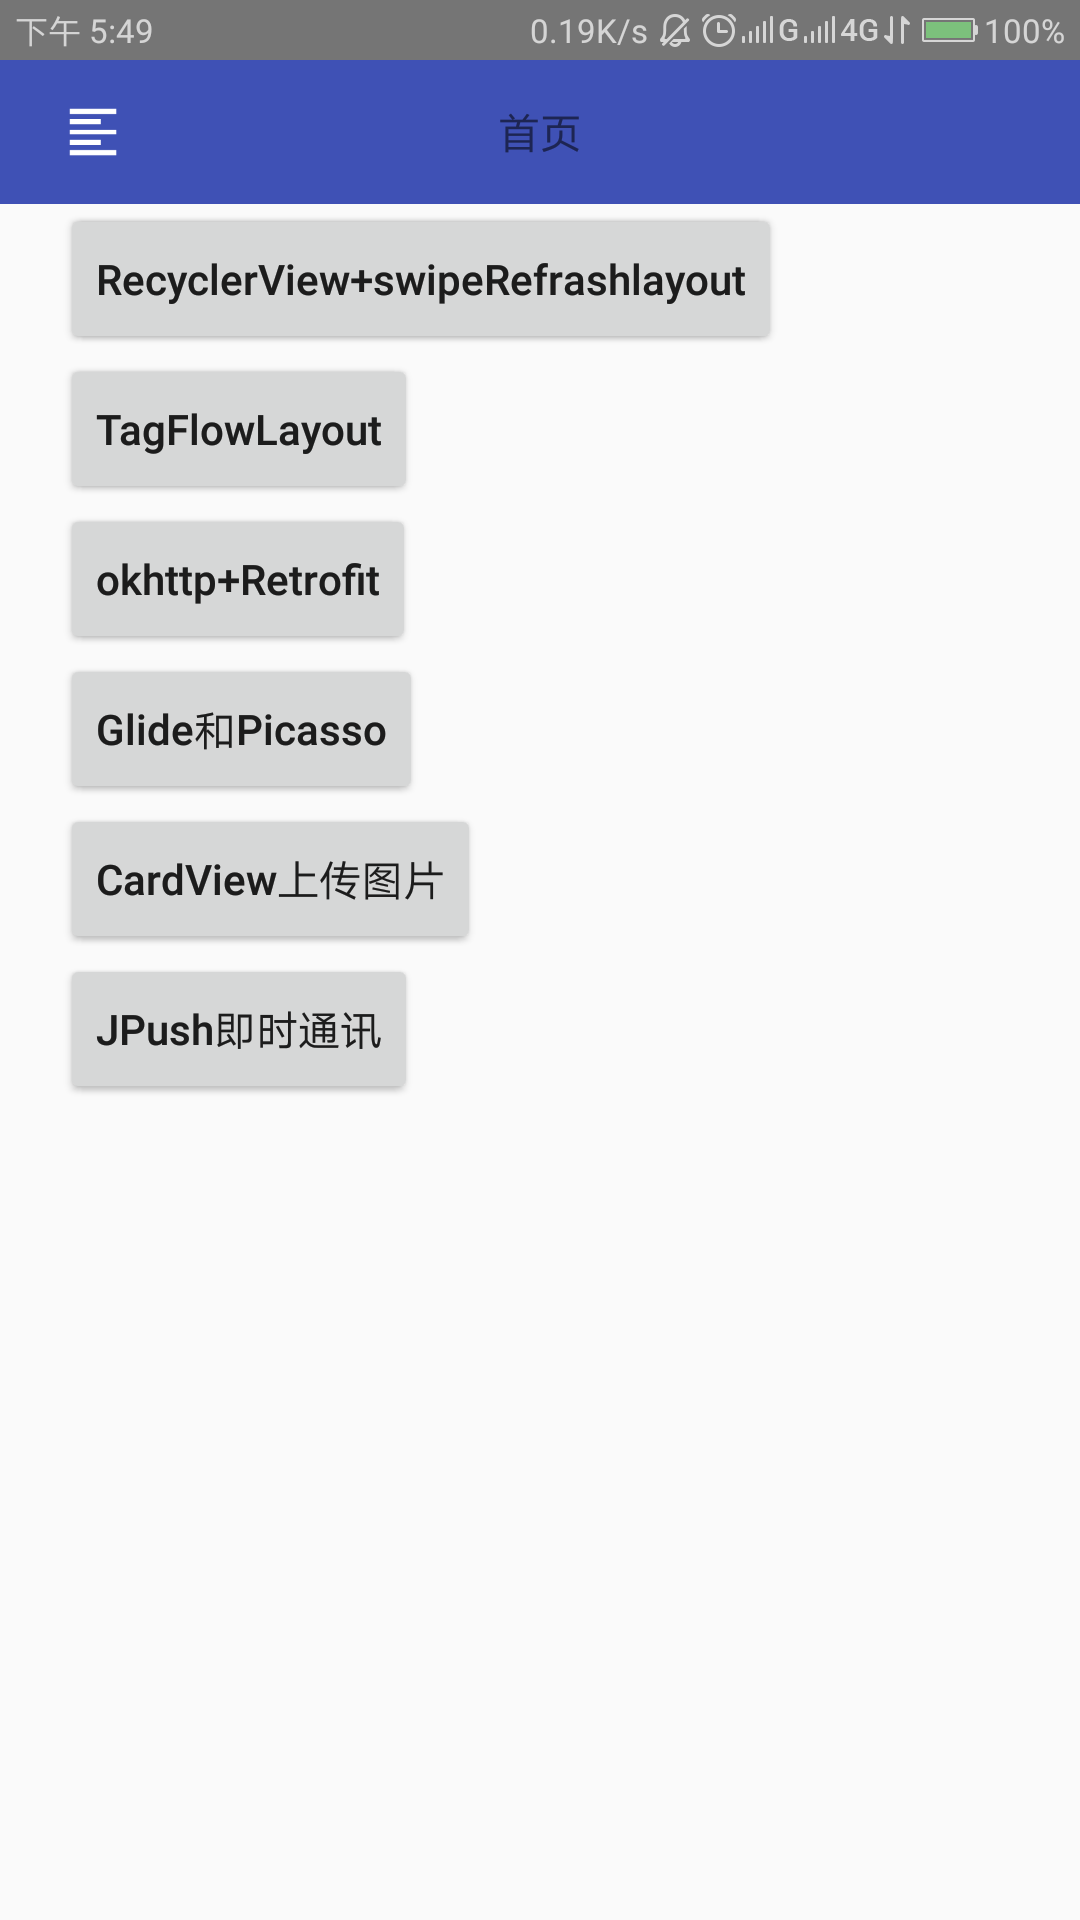 下午 5:49 0.19K/s G 4G 100%
首页
RecyclerView+swipeRefrashlayout
TagFlowLayout
okhttp+Retrofit
Glide和Picasso
CardView上传图片
JPush即时通讯